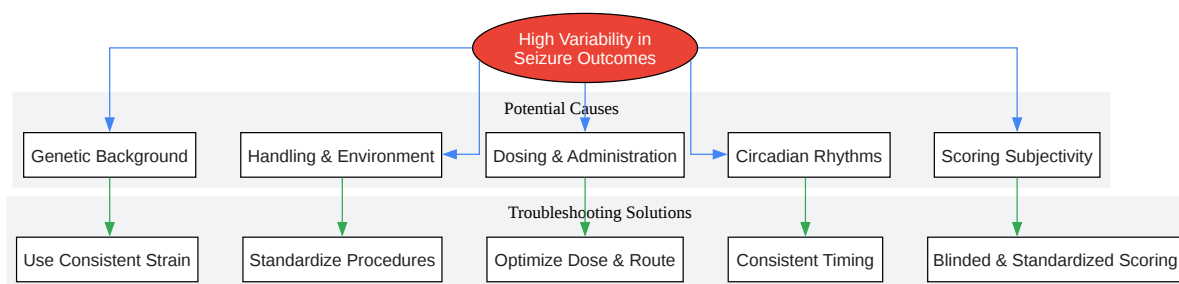 High Variability in
Seizure Outcomes
Potential Causes
Genetic Background
Handling & Environment
Dosing & Administration
Circadian Rhythms
Scoring Subjectivity
Troubleshooting Solutions
Use Consistent Strain
Standardize Procedures
Optimize Dose & Route
Consistent Timing
Blinded & Standardized Scoring